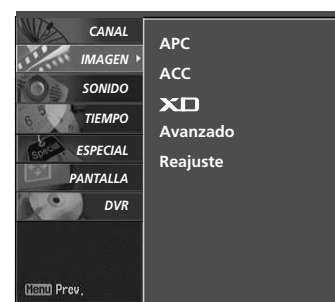 CANAL
IMAGEN
SONIDO
TIEMPO
ESPECIAL
PANTALLA
DVR
Menu Prev.
APC
ACC
XD
Avanzado
Reajuste